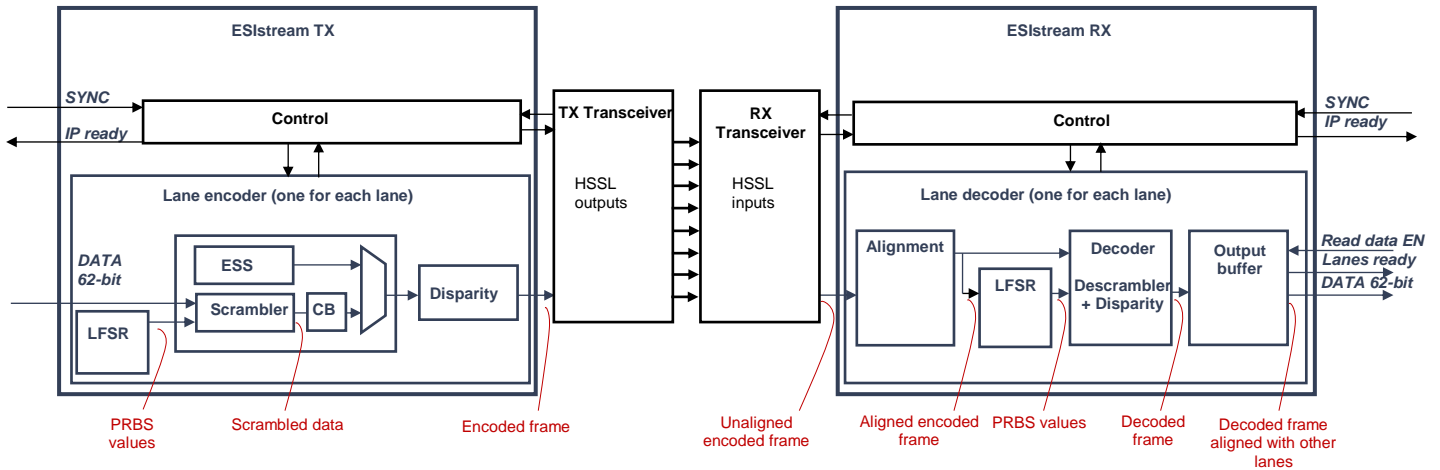 ESIstream TX
SYNC
IP ready
Control
Lane encoder (one for each lane)
DATA
62-bit
ESS
Scrambler
CB
LFSR
Disparity
TX Transceiver
HSSL
outputs
RX
Transceiver
HSSL
inputs
ESIstream RX
Control
SYNC
IP ready
Lane decoder (one for each lane)
Alignment
LFSR
Decoder
Descrambler
+ Disparity
Output
buffer
Read data EN
Lanes ready
DATA 62-bit
PRBS
values
Scrambled data
Encoded frame
Unaligned
encoded frame
Aligned encoded
frame
PRBS values
Decoded
frame
Decoded frame
aligned with other
lanes